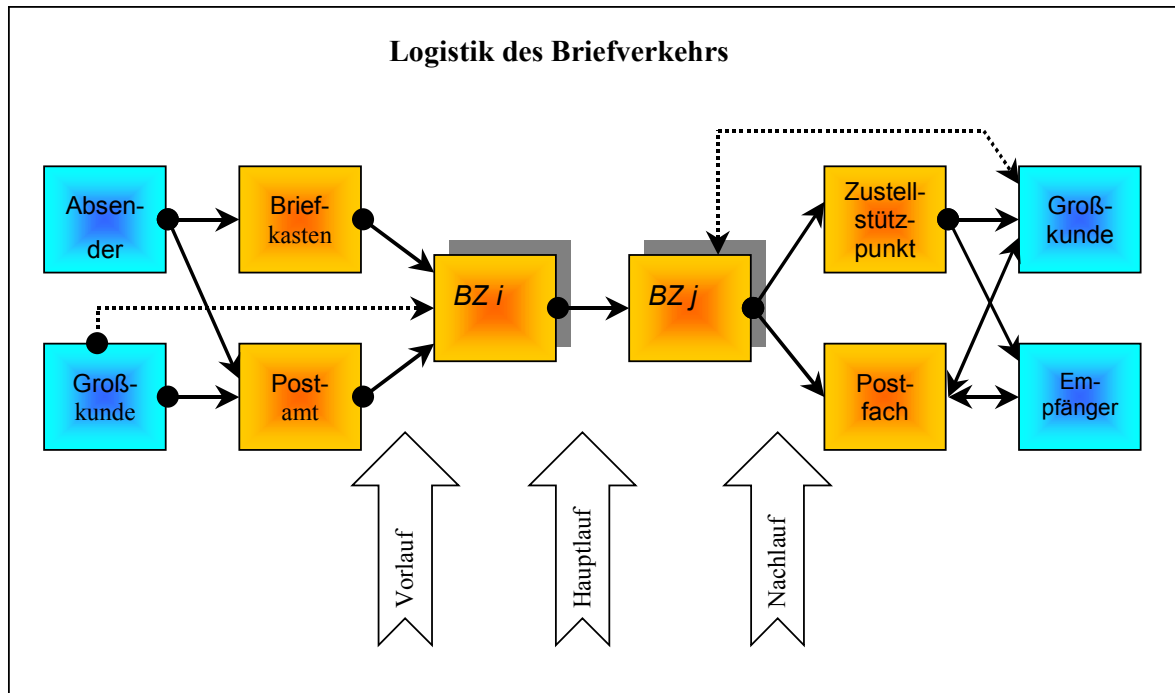 Logistik des Briefverkehrs
Absen-
der
Brief-
kasten
BZ i
BZ j
Zustell-
stütz-
punkt
Groß-
kunde
Groß-
kunde
Post-
amt
Post-
fach
Em-
pfänger
Vorlauf
Hauptlauf
Nachlauf